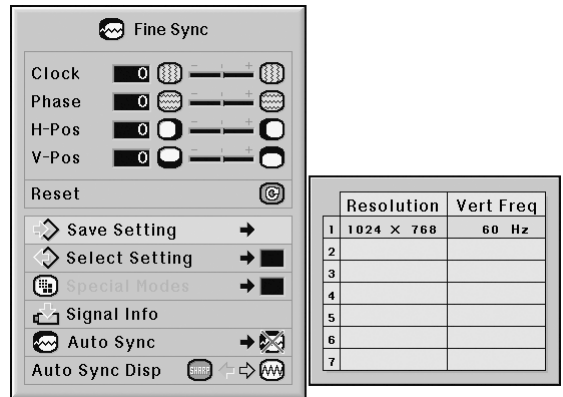 Fine Sync
Clock 0 - +
Phase 0 - +
H-Pos 0 - +
V-Pos 0 - +
Reset
Save Setting
Select Setting
Special Modes
Signal Info
Auto Sync
Auto Sync Disp SHARP
Resolution Vert Freq
1 1024 × 768 60 Hz
2
3
4
5
6
7